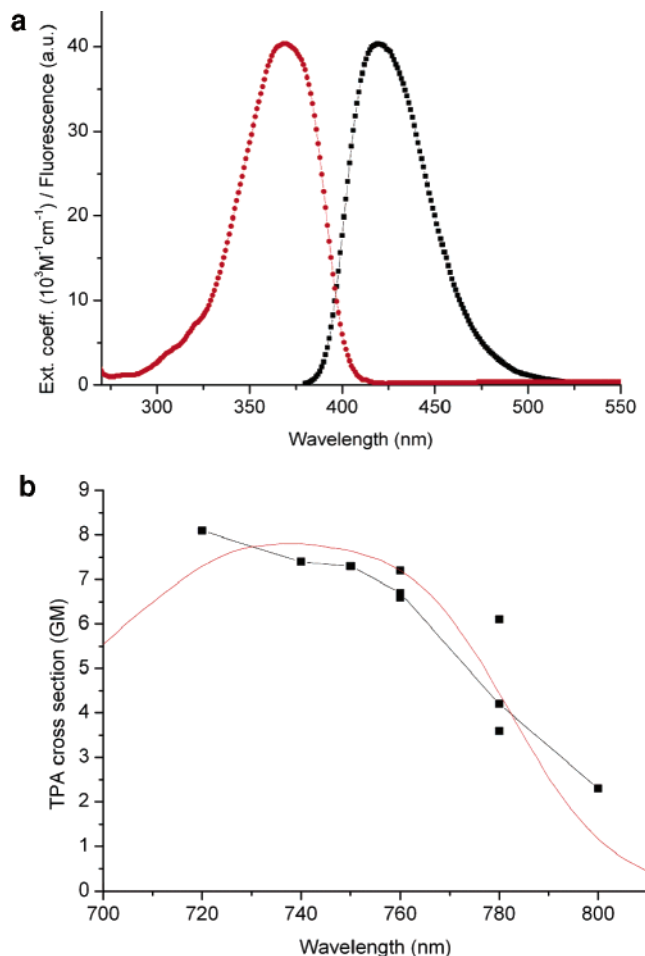 a
Ext. coeff. (10³M⁻¹cm⁻¹) / Fluorescence (a.u.)
40
30
20
10
0
300 350 400 450 500 550
Wavelength (nm)
b
TPA cross section (GM)
9
8
7
6
5
4
3
2
1
0
700 720 740 760 780 800
Wavelength (nm)